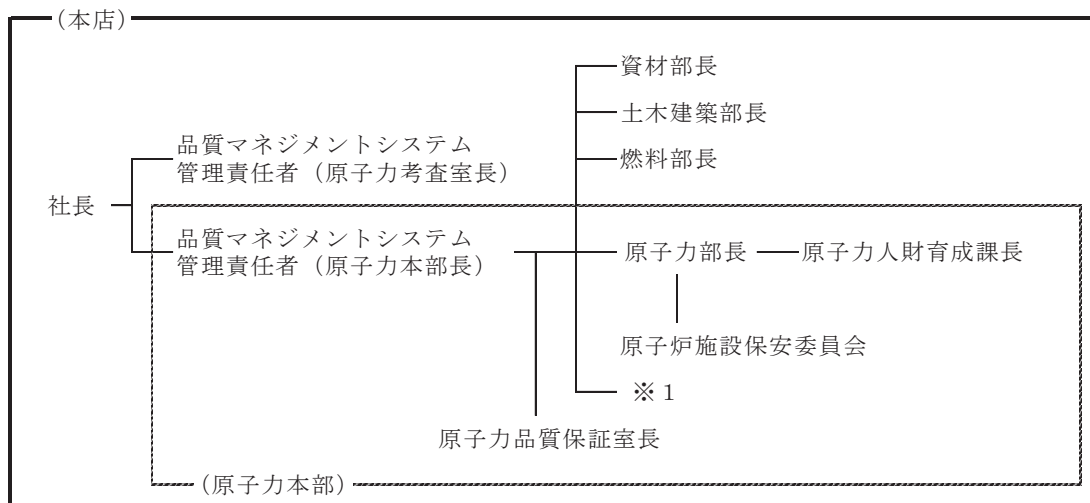 (本店)
資材部長
土木建築部長
燃料部長
品質マネジメントシステム
管理責任者(原子力考査室長)
社長
品質マネジメントシステム
管理責任者(原子力本部長)
原子力部長
原子力人財育成課長
原子炉施設保安委員会
※1
原子力品質保証室長
(原子力本部)